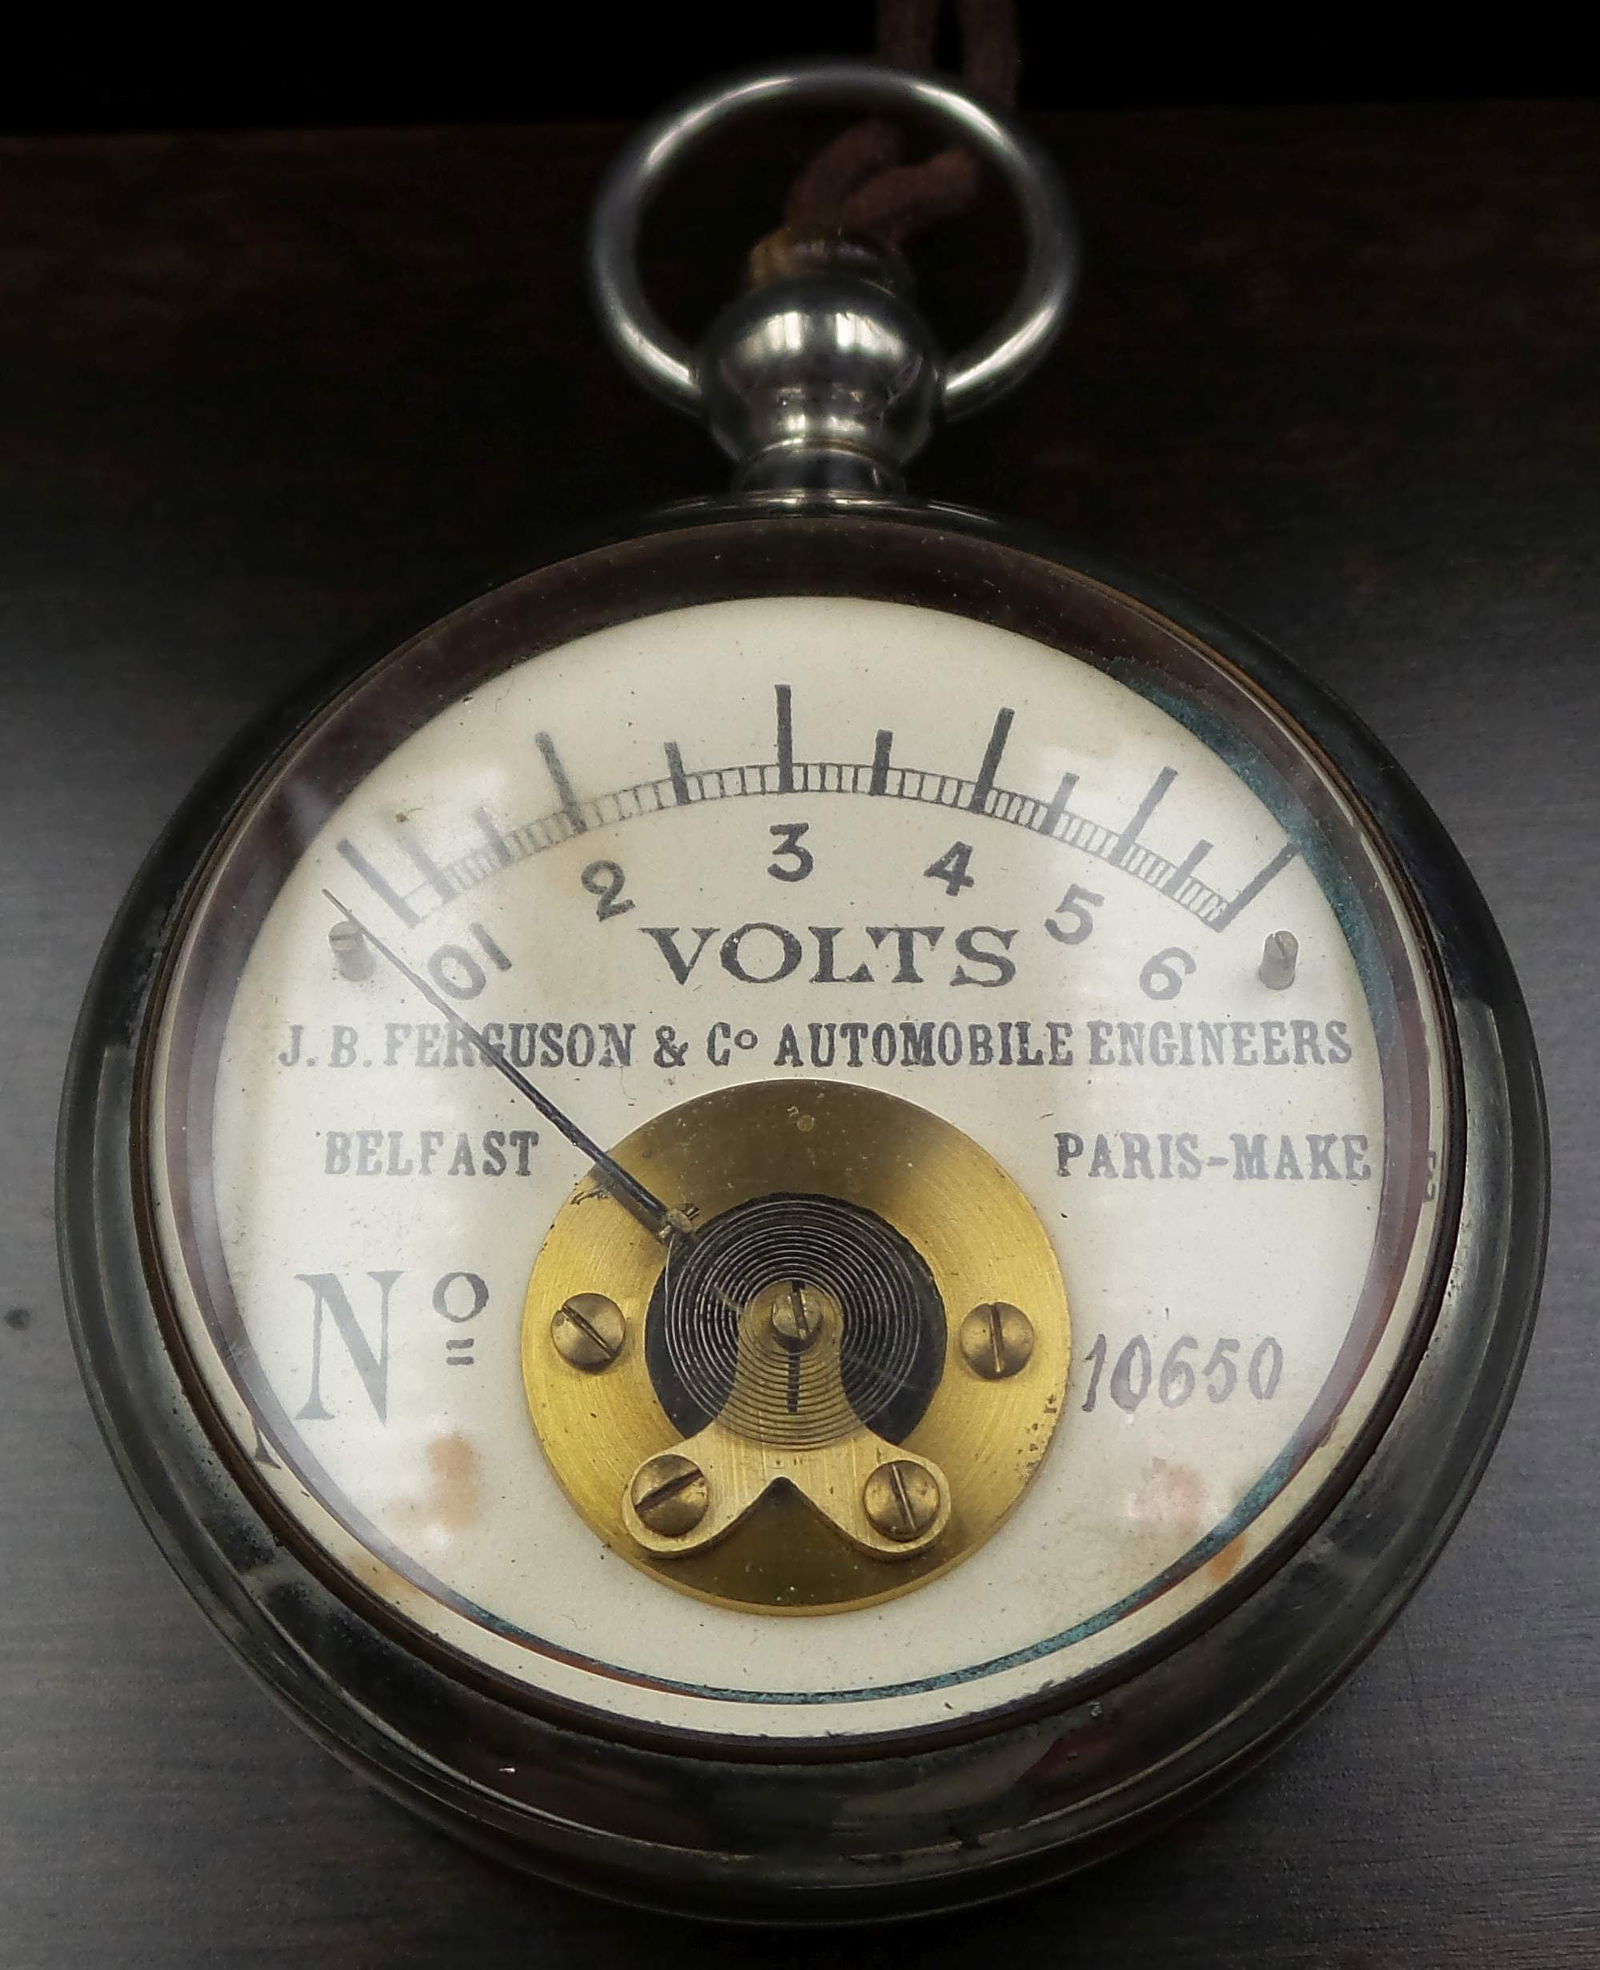 0 1 2 3 4 5 6
VOLTS
J. B. FERGUSON & Co AUTOMOBILE ENGINEERS
BELFAST PARIS-MAKE
No 10650